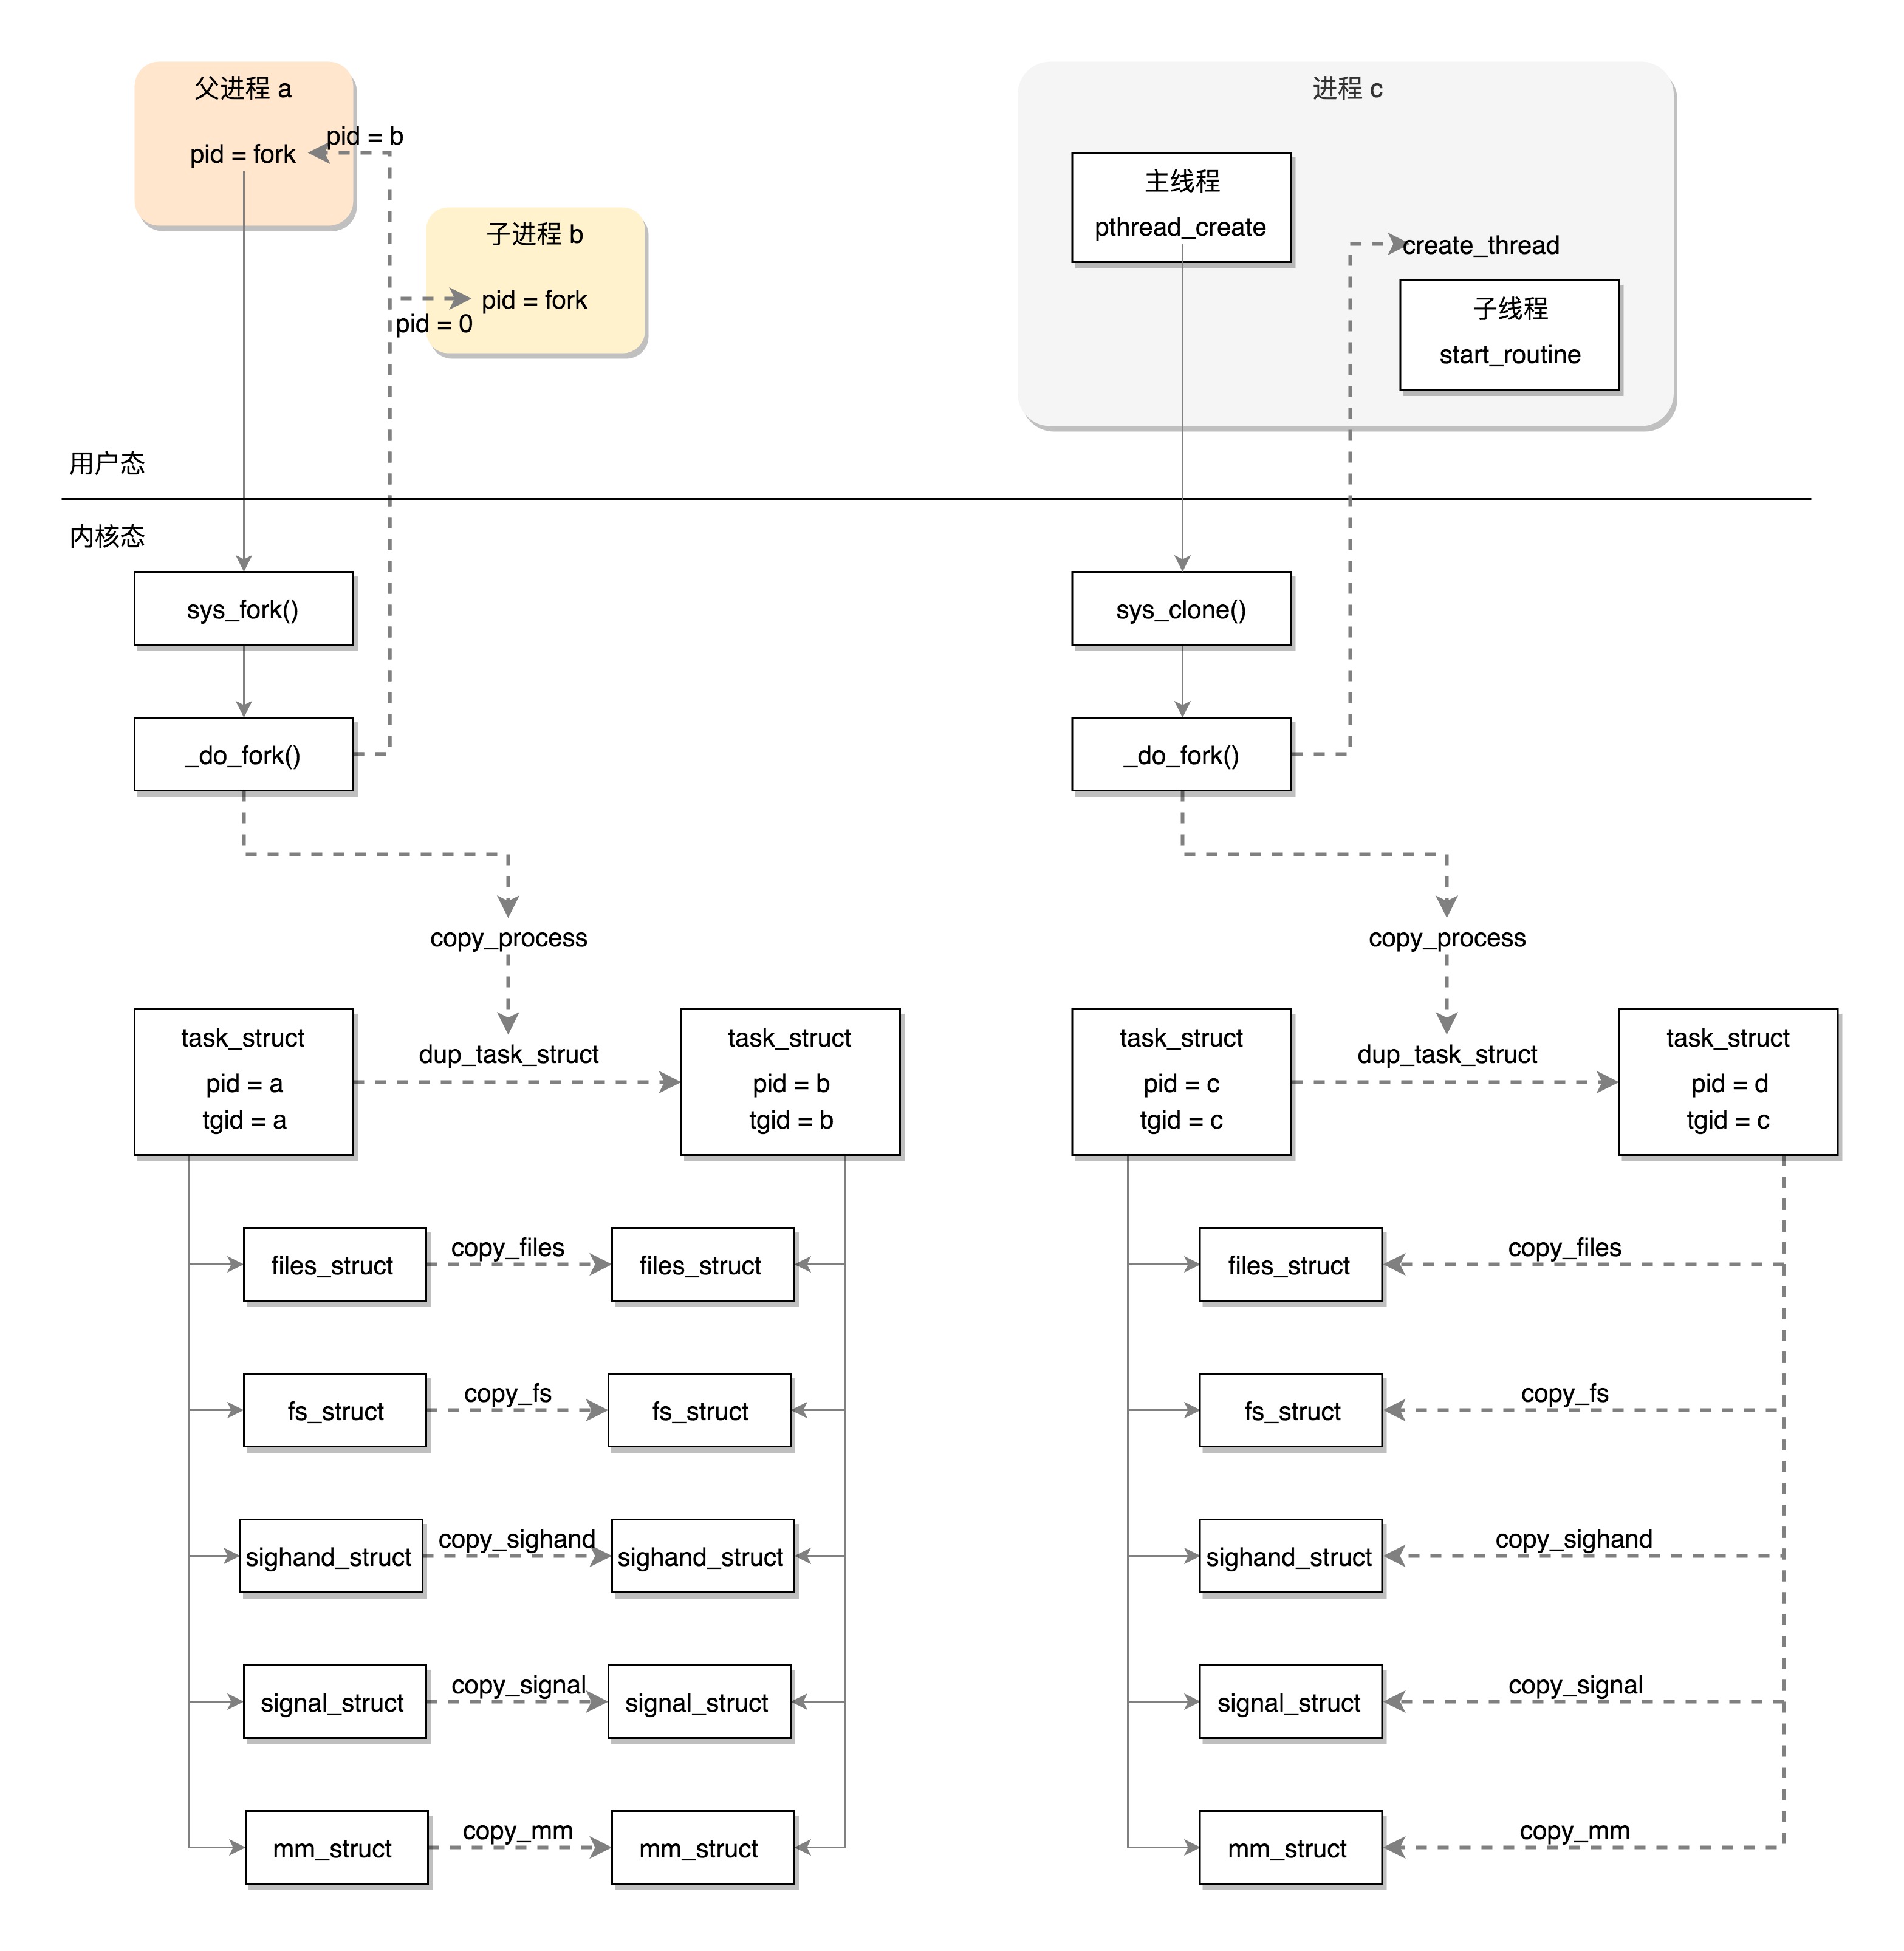 父进程 a
pid = fork
pid = b
子进程 b
pid = fork
pid = 0
进程 c
主线程
pthread_create
create_thread
子线程
start_routine
用户态
内核态
sys_fork()
_do_fork()
copy_process
dup_task_struct
task_struct
pid = a
tgid = a
task_struct
pid = b
tgid = b
files_struct
copy_files
files_struct
fs_struct
copy_fs
fs_struct
sighand_struct
copy_sighand
sighand_struct
signal_struct
copy_signal
signal_struct
mm_struct
copy_mm
mm_struct
sys_clone()
_do_fork()
copy_process
dup_task_struct
task_struct
pid = c
tgid = c
task_struct
pid = d
tgid = c
files_struct
copy_files
fs_struct
copy_fs
sighand_struct
copy_sighand
signal_struct
copy_signal
mm_struct
copy_mm